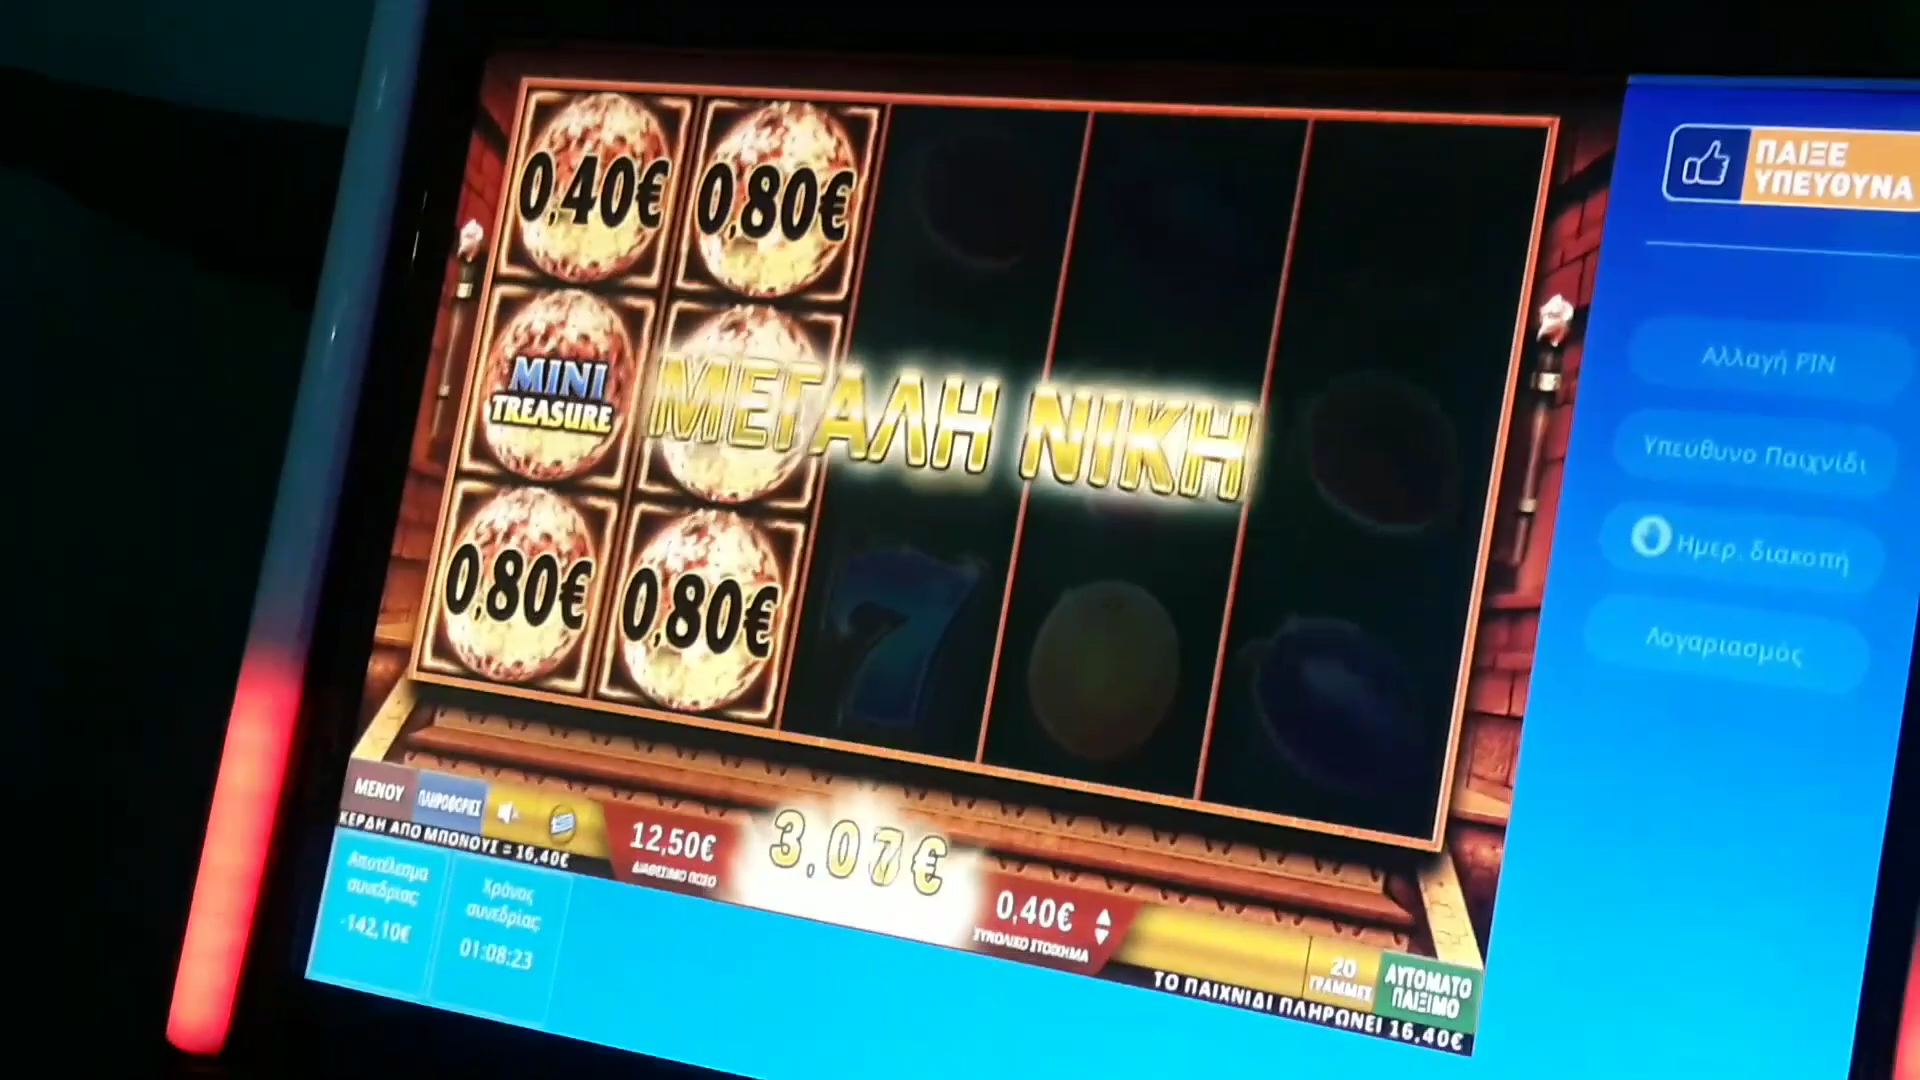 0,40€
0,80€
MINI
TREASURE
ΜΕΓΑΛΗ ΝΙΚΗ
0,80€
0,80€
ΠΑΙΞΕ
ΥΠΕΥΘΥΝΑ
Αλλαγή PIN
Υπεύθυνο Παιχνίδι
Ημερ. διακοπή
Λογαριασμός
ΜΕΝΟΥ
ΠΛΗΡΟΦΟΡΙΕΣ
ΚΕΡΔΗ ΑΠΟ ΜΠΟΝΟΥΣ = 16,40€
12,50€
ΔΙΑΘΕΣΙΜΟ ΠΟΣΟ
3,07€
0,40€
ΣΥΝΟΛΙΚΟ ΣΤΟΙΧΗΜΑ
20
ΓΡΑΜΜΕΣ
ΑΥΤΟΜΑΤΟ
ΠΑΙΞΙΜΟ
ΤΟ ΠΑΙΧΝΙΔΙ ΠΛΗΡΩΝΕΙ 16,40€
Αποτέλεσμα
συνεδρίας
-142,10€
Χρόνος
συνεδρίας
01:08:23